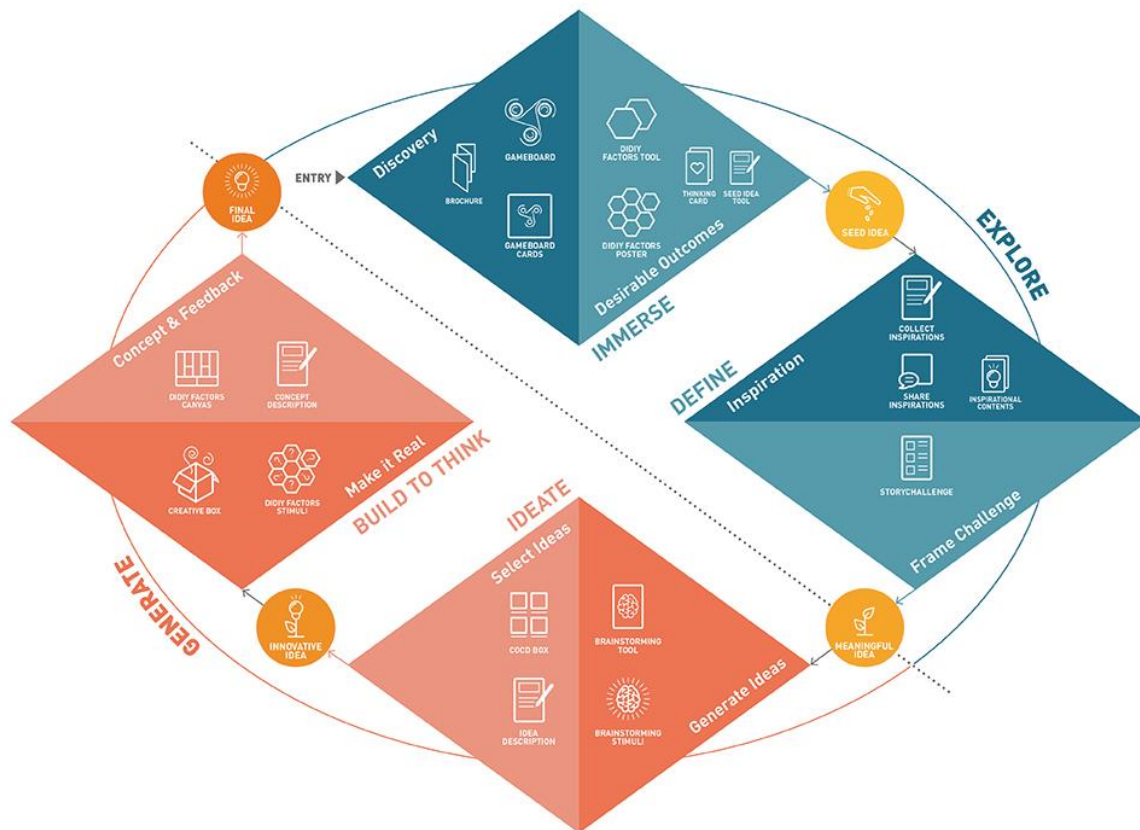 FINAL
IDEA
ENTRY
Discovery
BROCHURE
GAMEBOARD
GAMEBOARD
CARDS
DIDIY
FACTORS TOOL
THINKING
CARD
SEED IDEA
TOOL
DIDIY FACTORS
POSTER
Desirable Outcomes
IMMERSE
SEED IDEA
EXPLORE
DEFINE
Inspiration
COLLECT
INSPIRATIONS
SHARE
INSPIRATIONS
INSPIRATIONAL
CONTENTS
STORYCHALLENGE
Frame Challenge
MEANINGFUL
IDEA
IDEATE
Generate Ideas
BRAINSTORMING
TOOL
BRAINSTORMING
STIMULI
Select Ideas
COCD BOX
IDEA
DESCRIPTION
INNOVATIVE
IDEA
GENERATE
BUILD TO THINK
Make it Real
CREATIVE BOX
DIDIY FACTORS
STIMULI
Concept & Feedback
DIDIY FACTORS
CANVAS
CONCEPT
DESCRIPTION